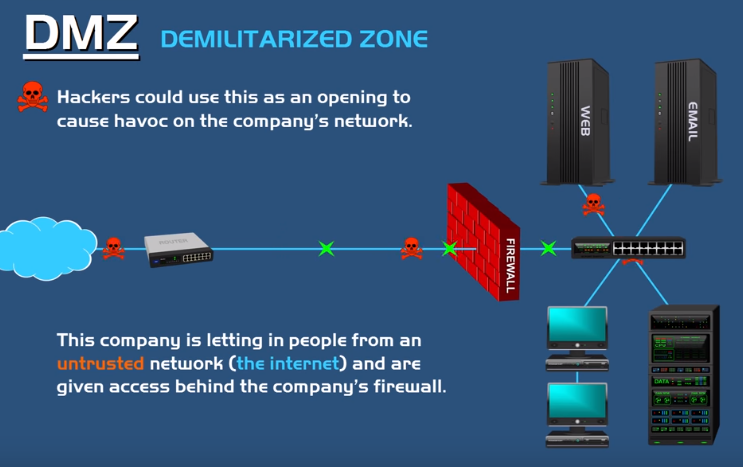 DMZ DEMILITARIZED ZONE
Hackers could use this as an opening to
cause havoc on the company's network.
WEB
EMAIL
ROUTER
FIREWALL
This company is letting in people from an
untrusted network (the internet) and are
given access behind the company's firewall.
DATA